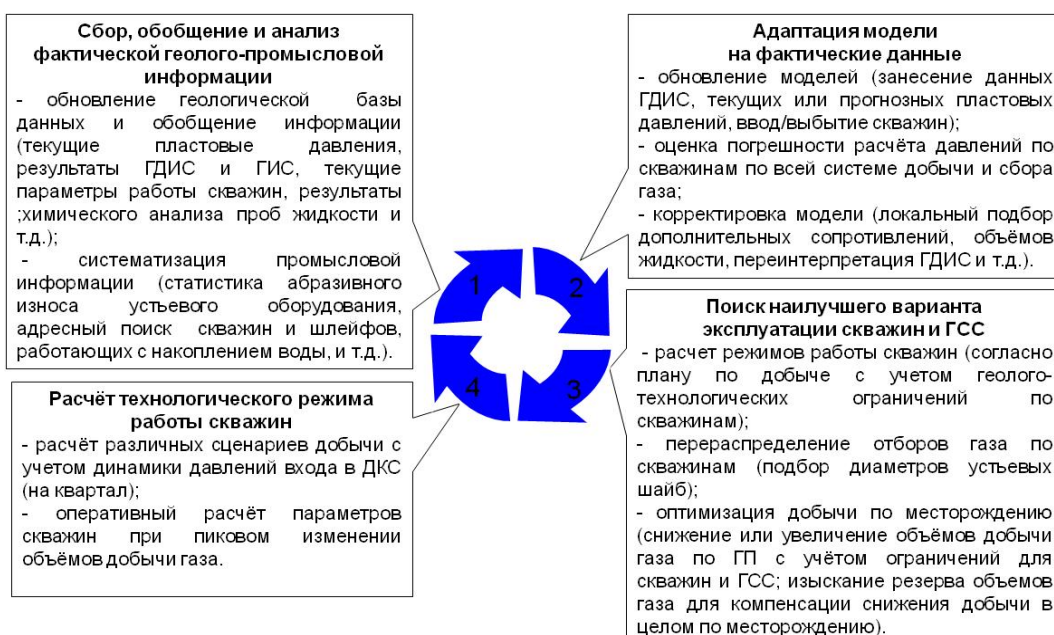 Сбор, обобщение и анализ
фактической геолого-промысловой
информации
- обновление геологической базы
данных и обобщение информации
(текущие пластовые давления,
результаты ГДИС и ГИС, текущие
параметры работы скважин, результаты
;химического анализа проб жидкости и
т.д.);
- систематизация промысловой
информации (статистика абразивного
износа устьевого оборудования,
адресный поиск скважин и шлейфов,
работающих с накоплением воды, и т.д.).
Адаптация модели
на фактические данные
- обновление моделей (занесение данных
ГДИС, текущих или прогнозных пластовых
давлений, ввод/выбытие скважин);
- оценка погрешности расчёта давлений по
скважинам по всей системе добычи и сбора
газа;
- корректировка модели (локальный подбор
дополнительных сопротивлений, объёмов
жидкости, переинтерпретация ГДИС и т.д.).
1
2
4
3
Поиск наилучшего варианта
эксплуатации скважин и ГСС
- расчет режимов работы скважин (согласно
плану по добыче с учетом геолого-
технологических ограничений по
скважинам);
- перераспределение отборов газа по
скважинам (подбор диаметров устьевых
шайб);
- оптимизация добычи по месторождению
(снижение или увеличение объёмов добычи
газа по ГП с учётом ограничений для
скважин и ГСС; изыскание резерва объемов
газа для компенсации снижения добычи в
целом по месторождению).
Расчёт технологического режима
работы скважин
- расчёт различных сценариев добычи с
учетом динамики давлений входа в ДКС
(на квартал);
- оперативный расчёт параметров
скважин при пиковом изменении
объёмов добычи газа.